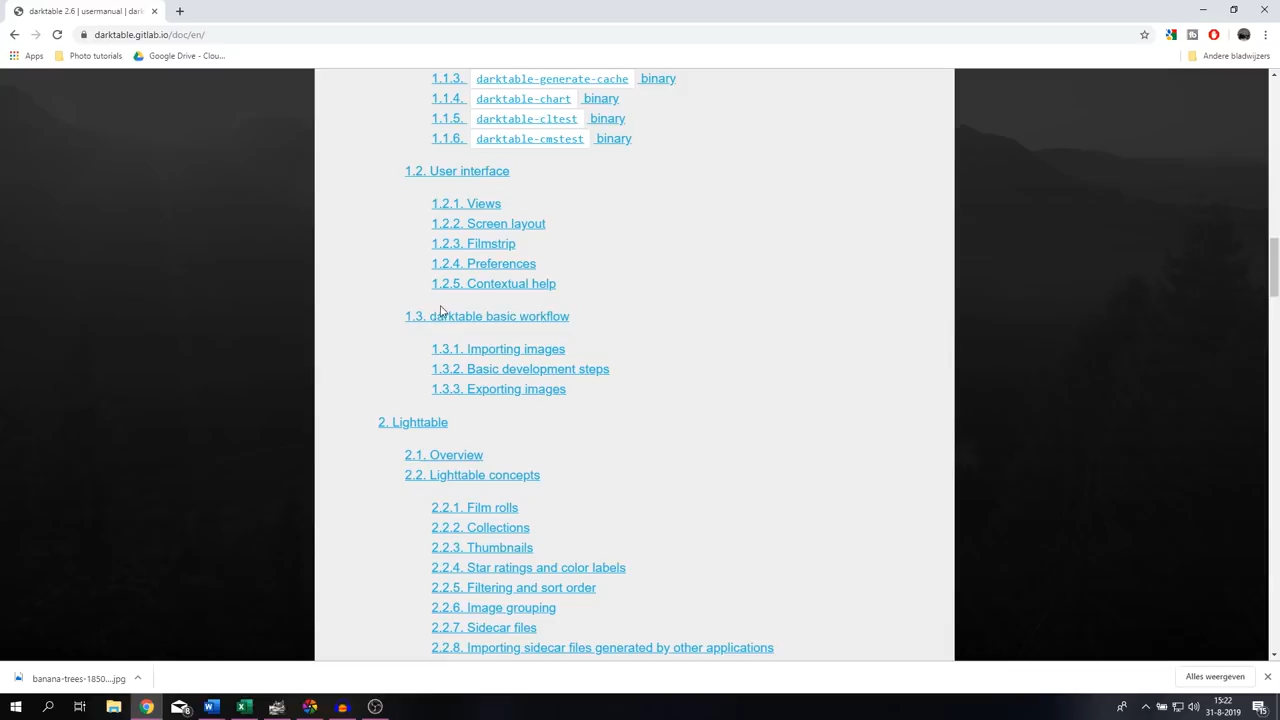 darktable 2.6 | usermanual | dark
darktable.gitlab.io/doc/en/
Apps
Photo tutorials
Google Drive - Clou...
Andere bladwijzers
1.1.3. darktable-generate-cache binary
1.1.4. darktable-chart binary
1.1.5. darktable-cltest binary
1.1.6. darktable-cmstest binary
1.2. User interface
1.2.1. Views
1.2.2. Screen layout
1.2.3. Filmstrip
1.2.4. Preferences
1.2.5. Contextual help
1.3. darktable basic workflow
1.3.1. Importing images
1.3.2. Basic development steps
1.3.3. Exporting images
2. Lighttable
2.1. Overview
2.2. Lighttable concepts
2.2.1. Film rolls
2.2.2. Collections
2.2.3. Thumbnails
2.2.4. Star ratings and color labels
2.2.5. Filtering and sort order
2.2.6. Image grouping
2.2.7. Sidecar files
2.2.8. Importing sidecar files generated by other applications
banana-trees-1850....jpg
Alles weergeven
15:22
31-8-2019